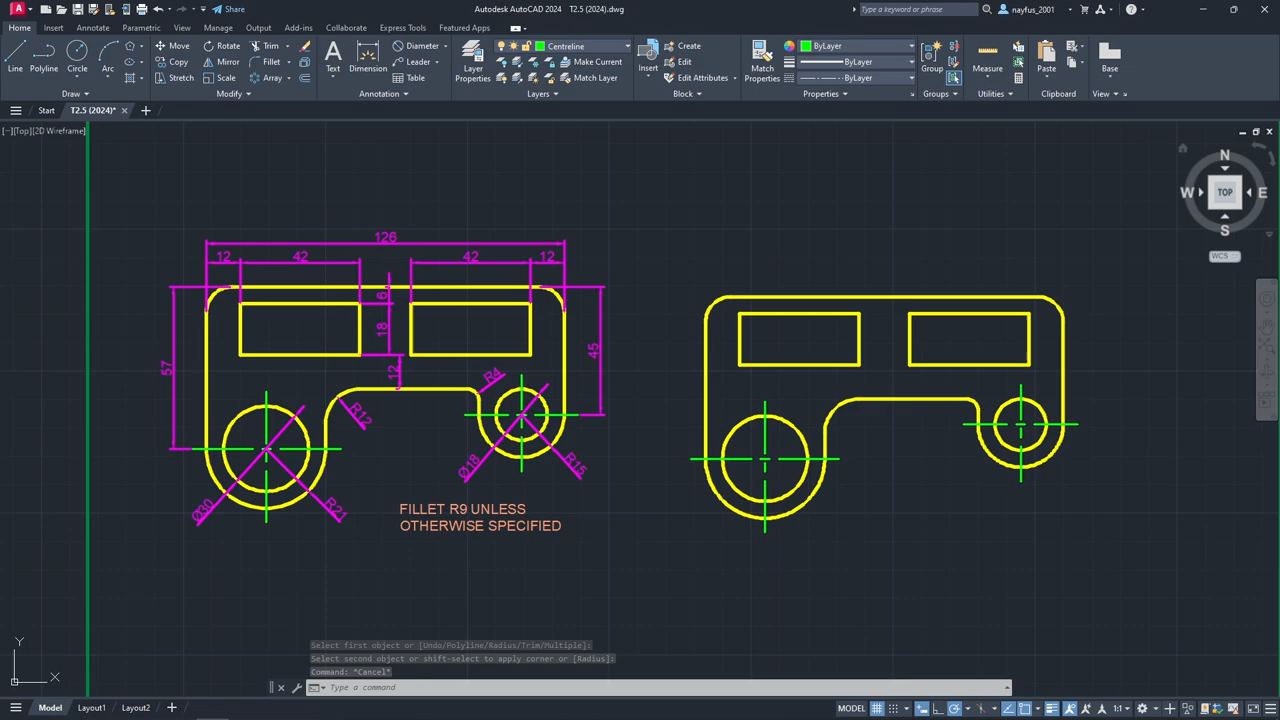 Share
Autodesk AutoCAD 2024 T2.5 (2024).dwg
Type a keyword or phrase
nayfus_2001
Home Insert Annotate Parametric View Manage Output Add-ins Collaborate Express Tools Featured Apps
Line Polyline Circle Arc
Move Rotate Trim
Copy Mirror Fillet
Stretch Scale Array
Text Dimension
Diameter
Leader
Table
Layer Properties
Centreline
Make Current
Match Layer
Insert
Create
Edit
Edit Attributes
Match Properties
ByLayer
ByLayer
ByLayer
Group
Measure
Paste
Base
Draw Modify Annotation Layers Block Properties Groups Utilities Clipboard View
Start T2.5 (2024)*
[−][Top][2D Wireframe]
N
W TOP E
S
WCS
126
12 42 42 12
6
18
12
57
45
R4
R12
Ø18
R15
Ø30
R21
FILLET R9 UNLESS
OTHERWISE SPECIFIED
Y
X
Select first object or [Undo/Polyline/Radius/Trim/Multiple]:
Select second object or shift-select to apply corner or [Radius]:
Command: *Cancel*
Type a command
Model Layout1 Layout2
MODEL
1:1